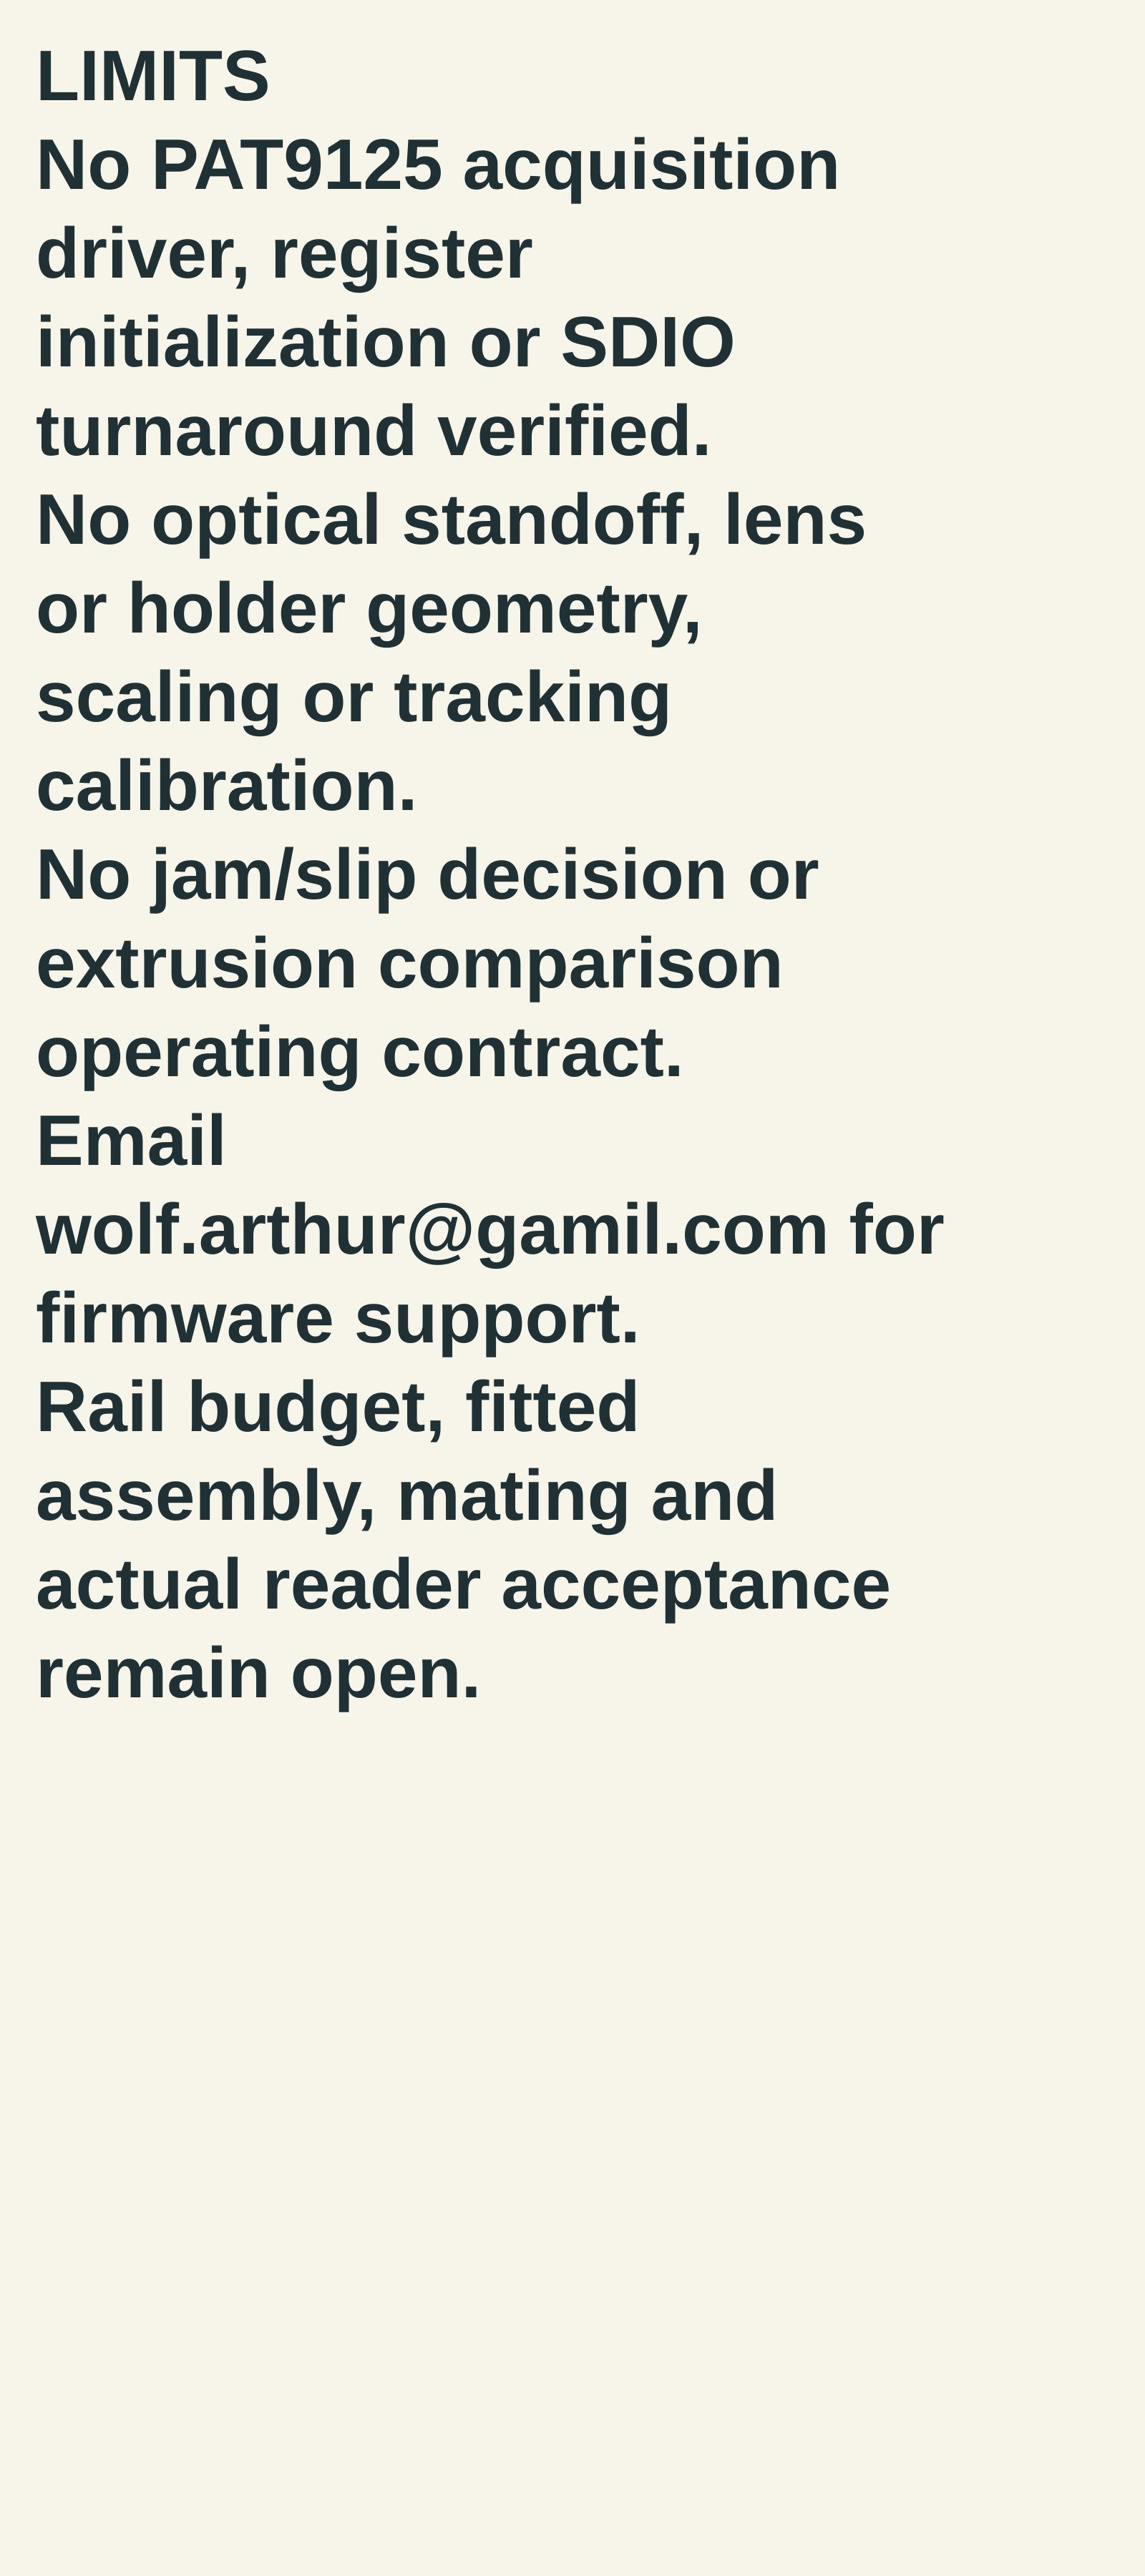 LIMITS
No PAT9125 acquisition
driver, register
initialization or SDIO
turnaround verified.
No optical standoff, lens
or holder geometry,
scaling or tracking
calibration.
No jam/slip decision or
extrusion comparison
operating contract.
Email
wolf.arthur@gamil.com for
firmware support.
Rail budget, fitted
assembly, mating and
actual reader acceptance
remain open.